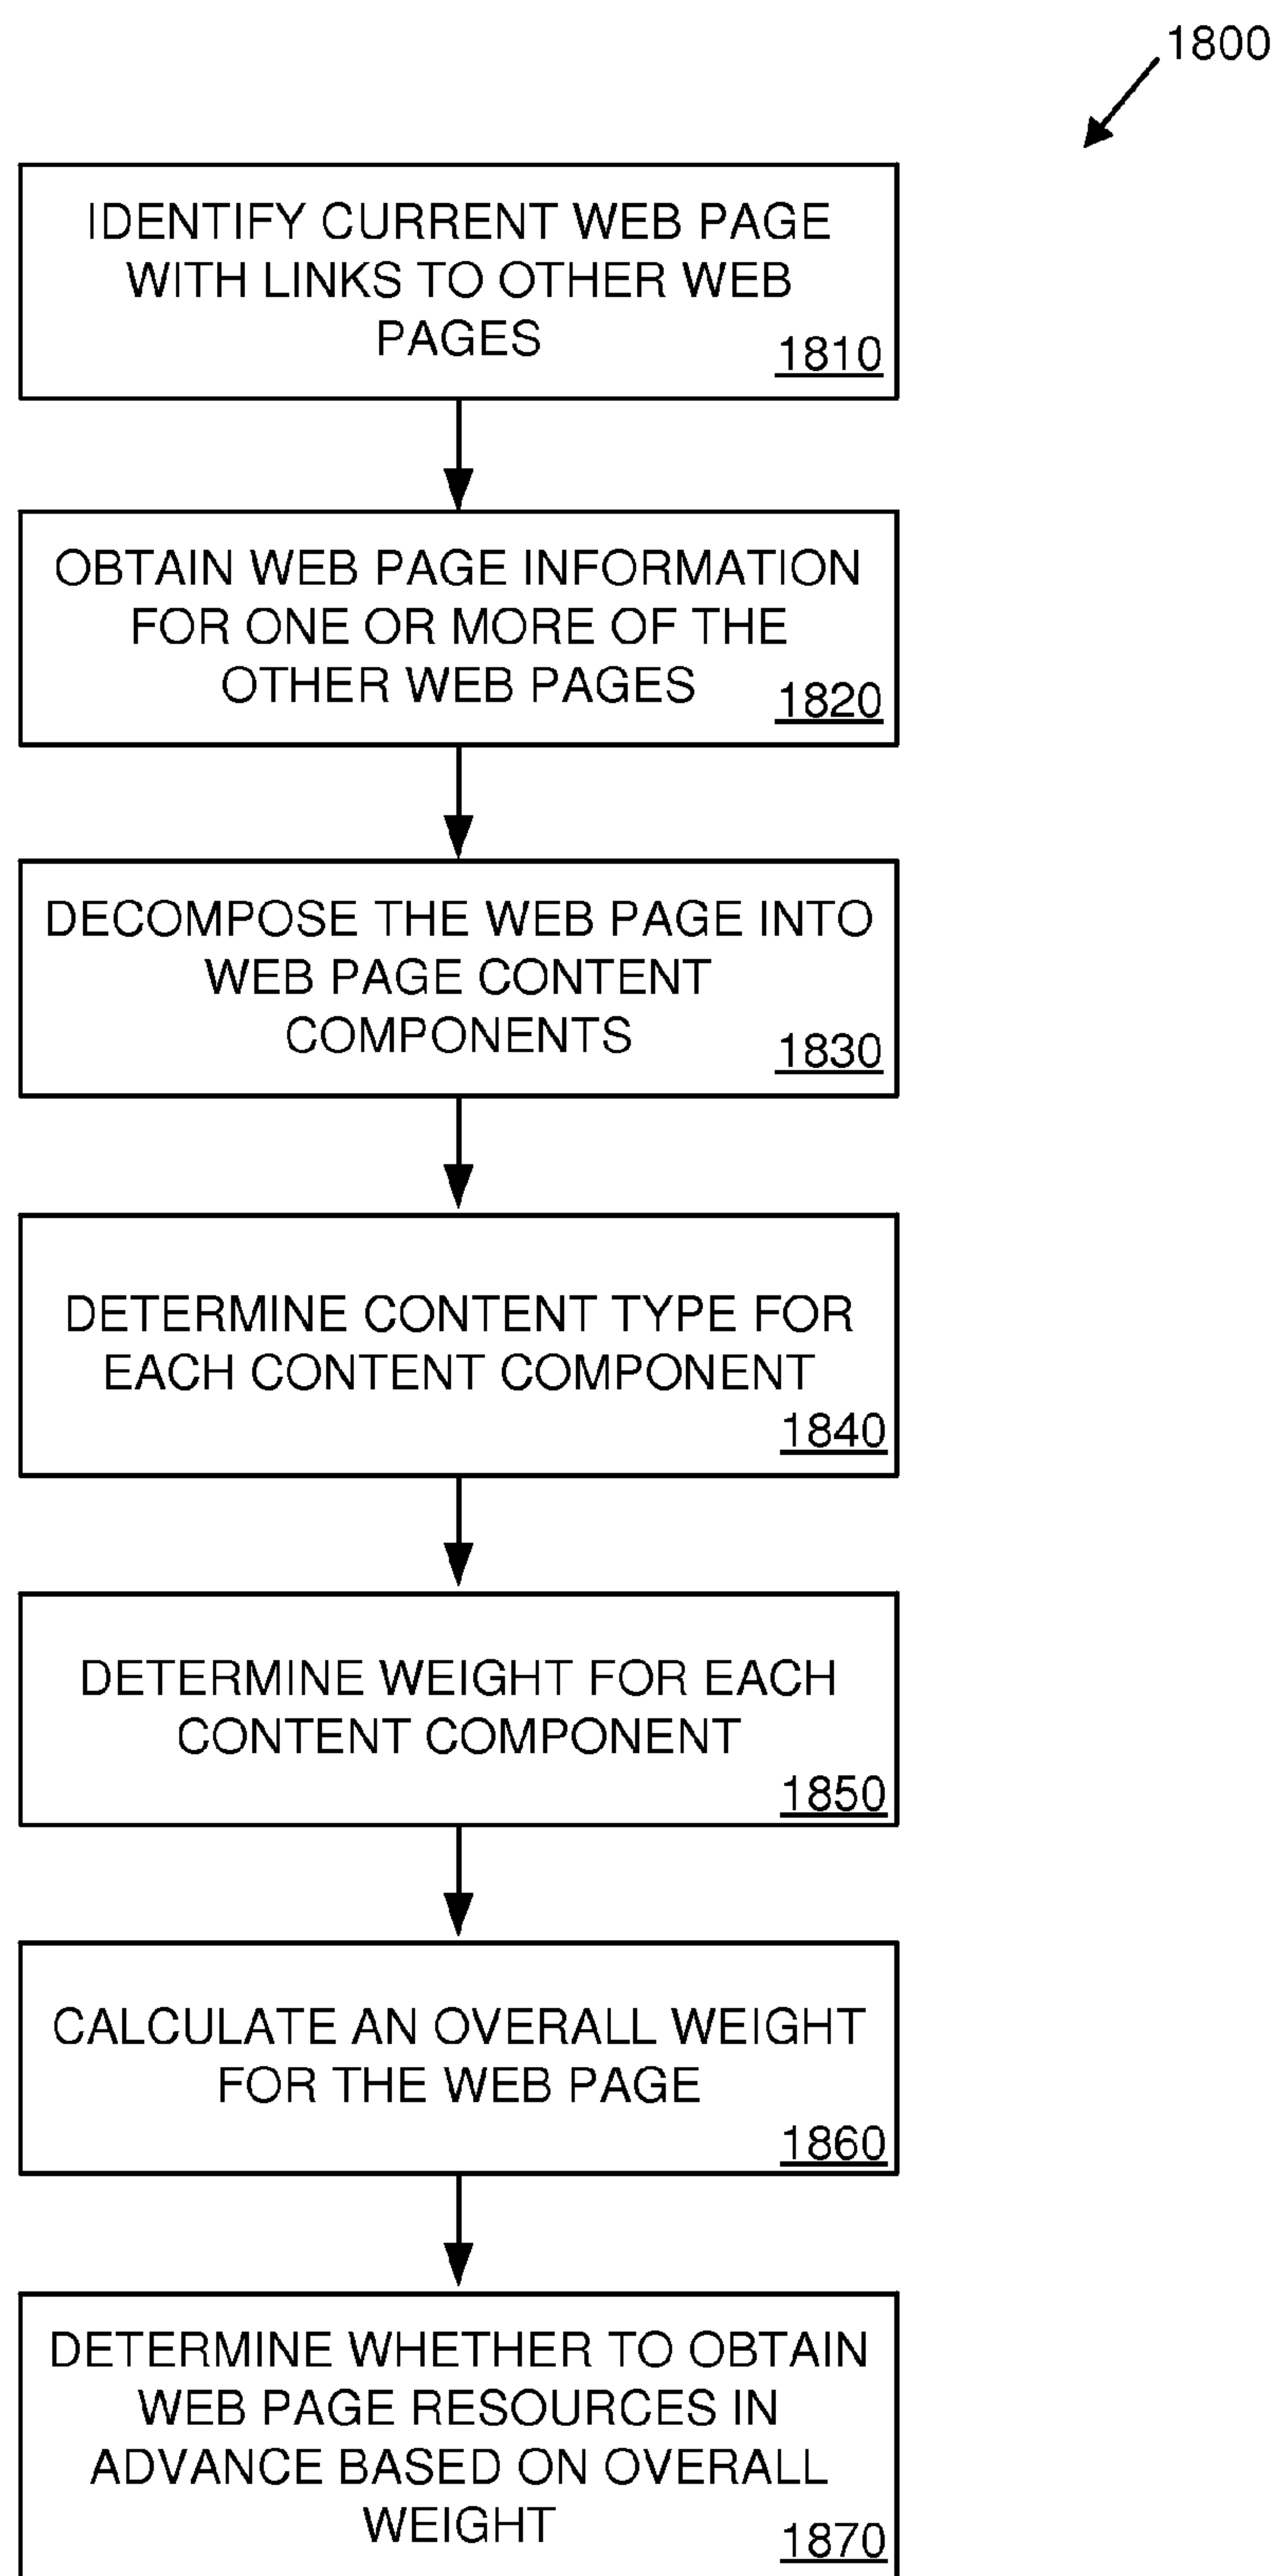 1800
IDENTIFY CURRENT WEB PAGE
WITH LINKS TO OTHER WEB
PAGES
1810
OBTAIN WEB PAGE INFORMATION
FOR ONE OR MORE OF THE
OTHER WEB PAGES
1820
DECOMPOSE THE WEB PAGE INTO
WEB PAGE CONTENT
COMPONENTS
1830
DETERMINE CONTENT TYPE FOR
EACH CONTENT COMPONENT
1840
DETERMINE WEIGHT FOR EACH
CONTENT COMPONENT
1850
CALCULATE AN OVERALL WEIGHT
FOR THE WEB PAGE
1860
DETERMINE WHETHER TO OBTAIN
WEB PAGE RESOURCES IN
ADVANCE BASED ON OVERALL
WEIGHT
1870